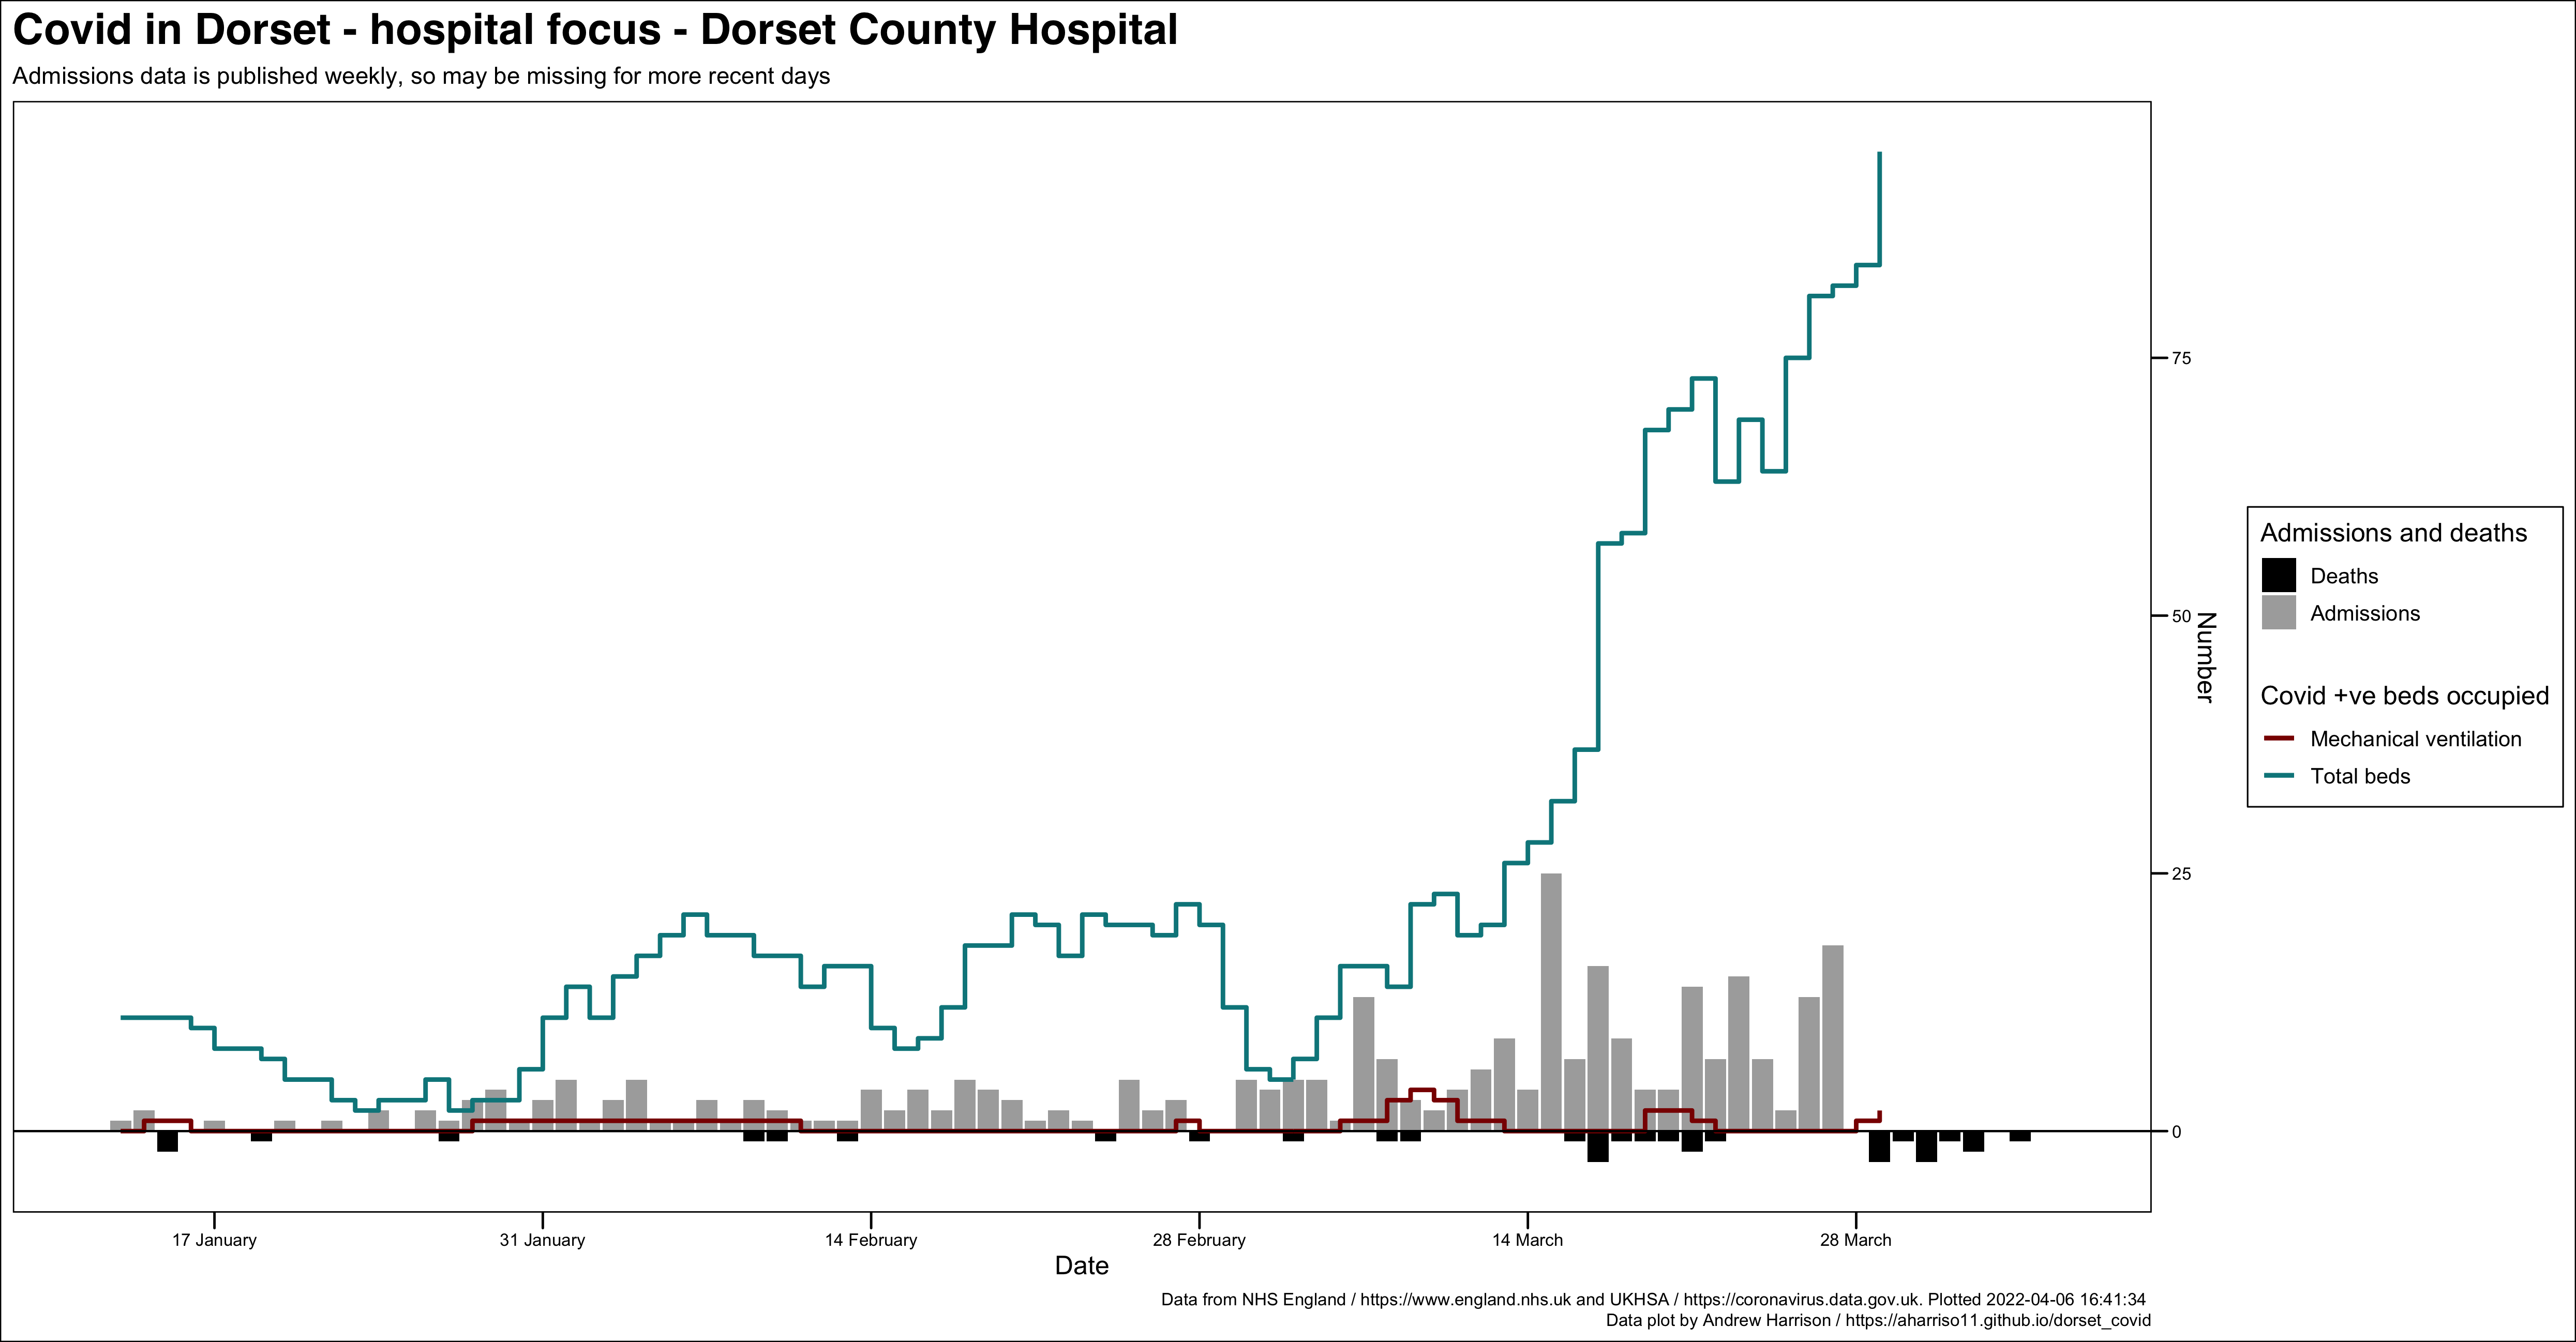 Covid in Dorset - hospital focus - Dorset County Hospital
Admissions data is published weekly, so may be missing for more recent days
75
50
25
0
Number
Admissions and deaths
Deaths
Admissions
Covid +ve beds occupied
Mechanical ventilation
Total beds
17 January
31 January
14 February
28 February
14 March
28 March
Date
Data from NHS England / https://www.england.nhs.uk and UKHSA / https://coronavirus.data.gov.uk. Plotted 2022-04-06 16:41:34
Data plot by Andrew Harrison / https://aharriso11.github.io/dorset_covid